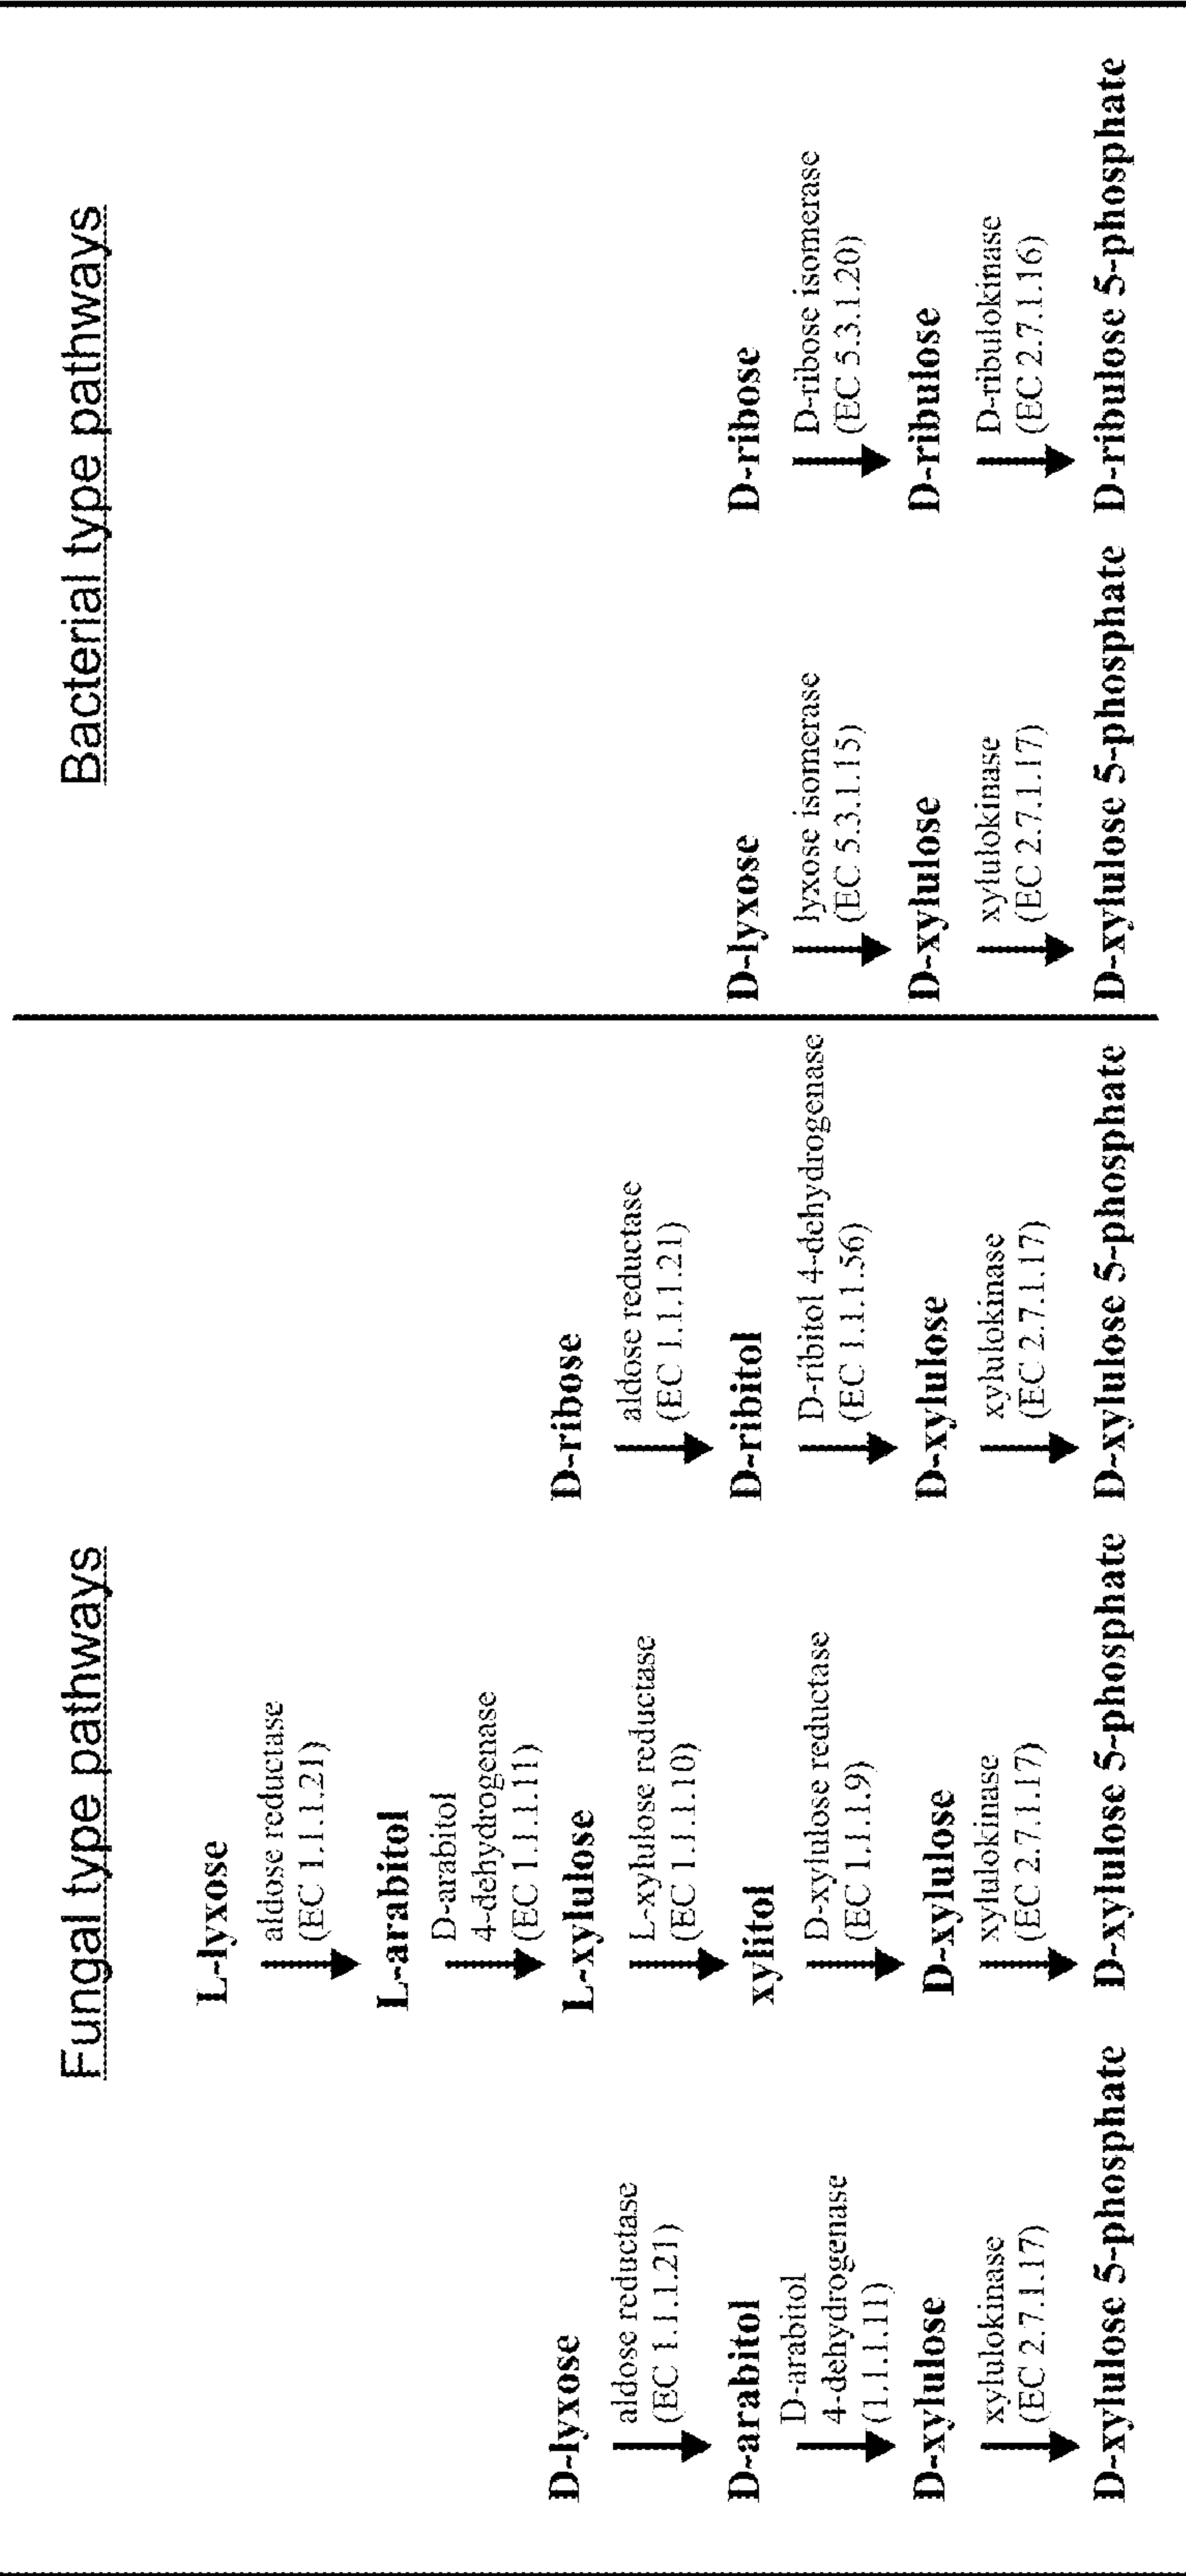 Fungal type pathways
D-lyxose
aldose reductase
(EC 1.1.1.21)
D-arabitol
D-arabitol
4-dehydrogenase
(1.1.1.11)
D-xylulose
xylulokinase
(EC 2.7.1.17)
D-xylulose 5-phosphate
L-lyxose
aldose reductase
(EC 1.1.1.21)
L-arabitol
D-arabitol
4-dehydrogenase
(EC 1.1.1.11)
L-xylulose
L-xylulose reductase
(EC 1.1.1.10)
xylitol
D-xylulose reductase
(EC 1.1.1.9)
D-xylulose
xylulokinase
(EC 2.7.1.17)
D-xylulose 5-phosphate
D-ribose
aldose reductase
(EC 1.1.1.21)
D-ribitol
D-ribitol 4-dehydrogenase
(EC 1.1.1.56)
D-xylulose
xylulokinase
(EC 2.7.1.17)
D-xylulose 5-phosphate
Bacterial type pathways
D-lyxose
lyxose isomerase
(EC 5.3.1.15)
D-xylulose
xylulokinase
(EC 2.7.1.17)
D-xylulose 5-phosphate
D-ribose
D-ribose isomerase
(EC 5.3.1.20)
D-ribulose
D-ribulokinase
(EC 2.7.1.16)
D-ribulose 5-phosphate